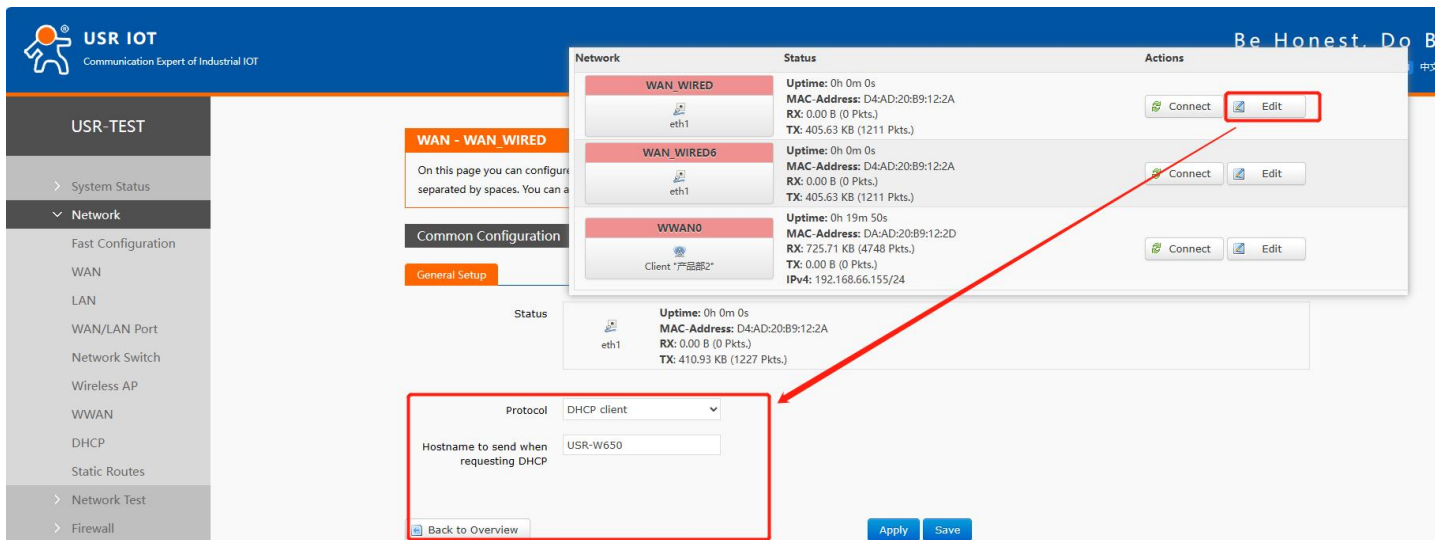 USR IOT
Communication Expert of Industrial IOT
Be Honest, Do B
中文
Network Status Actions
WAN_WIRED
eth1
Uptime: 0h 0m 0s
MAC-Address: D4:AD:20:B9:12:2A
RX: 0.00 B (0 Pkts.)
TX: 405.63 KB (1211 Pkts.)
Connect Edit
WAN_WIRED6
eth1
Uptime: 0h 0m 0s
MAC-Address: D4:AD:20:B9:12:2A
RX: 0.00 B (0 Pkts.)
TX: 405.63 KB (1211 Pkts.)
Connect Edit
WWAN0
Client "产品部2"
Uptime: 0h 19m 50s
MAC-Address: DA:AD:20:B9:12:2D
RX: 725.71 KB (4748 Pkts.)
TX: 0.00 B (0 Pkts.)
IPv4: 192.168.66.155/24
Connect Edit
USR-TEST
System Status
Network
Fast Configuration
WAN
LAN
WAN/LAN Port
Network Switch
Wireless AP
WWAN
DHCP
Static Routes
Network Test
Firewall
WAN - WAN_WIRED
On this page you can configure
separated by spaces. You can a
Common Configuration
General Setup
Status
eth1
Uptime: 0h 0m 0s
MAC-Address: D4:AD:20:B9:12:2A
RX: 0.00 B (0 Pkts.)
TX: 410.93 KB (1227 Pkts.)
Protocol DHCP client
Hostname to send when USR-W650
requesting DHCP
Back to Overview
Apply Save